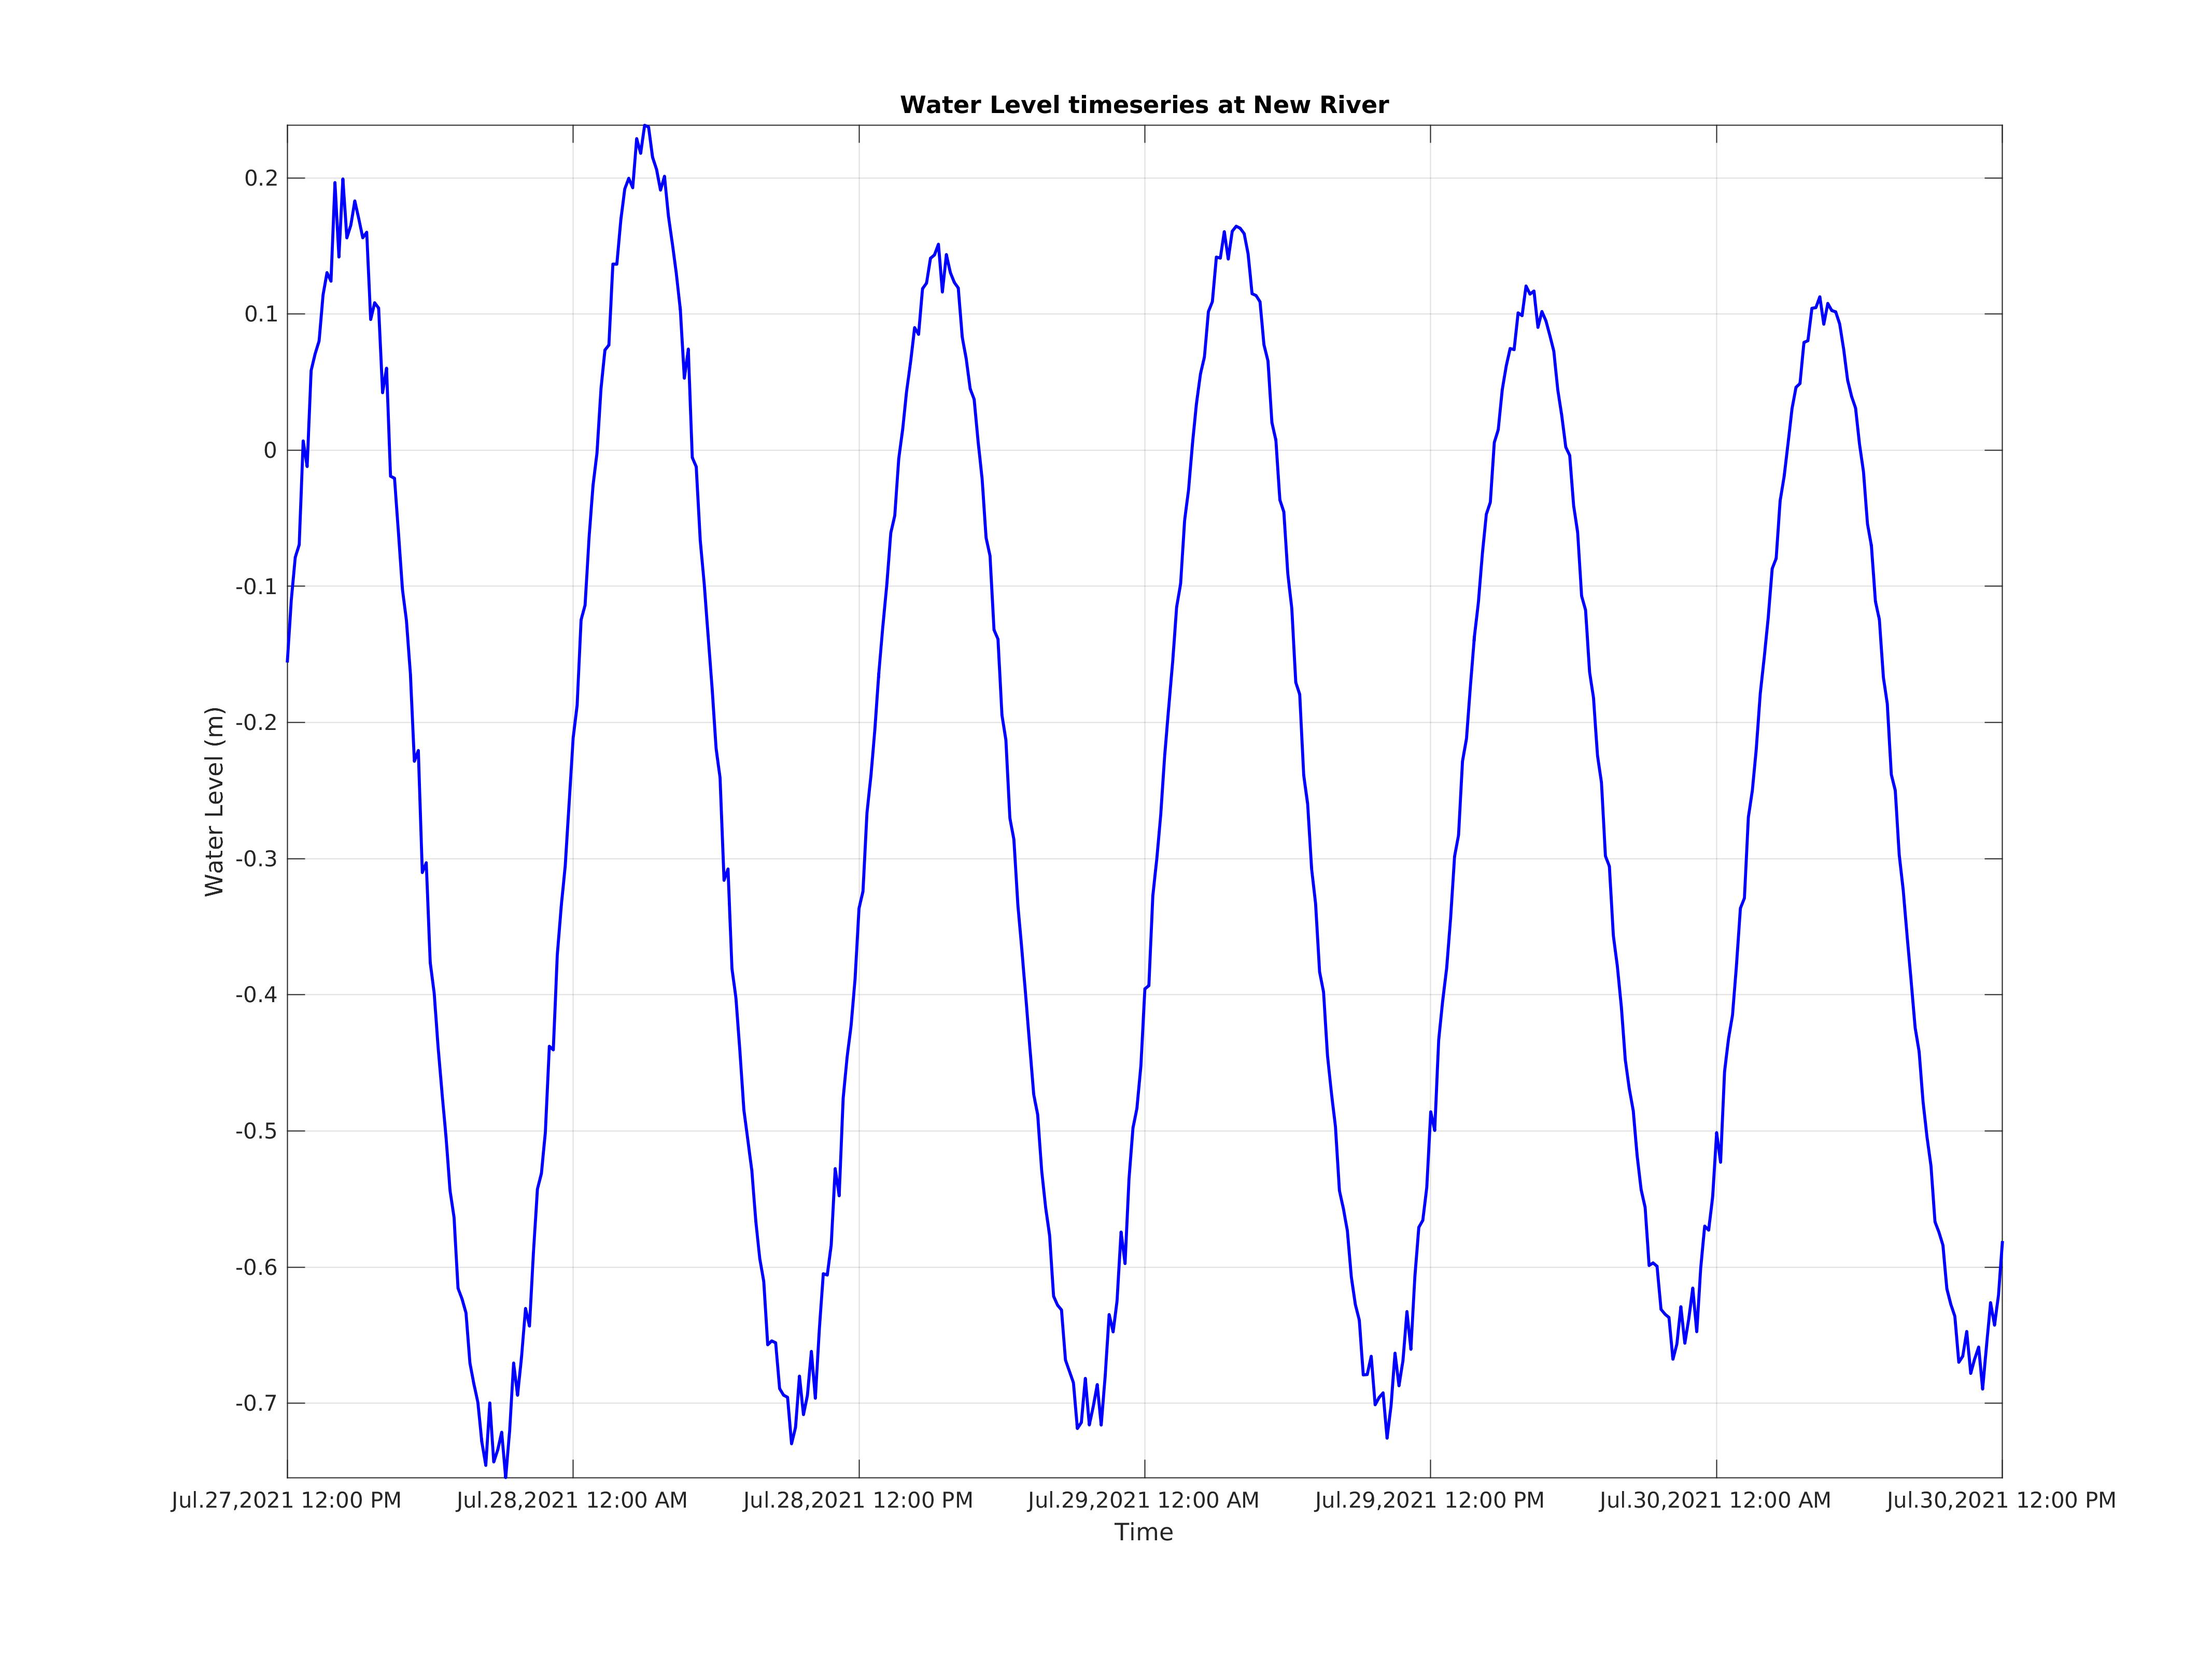 Water Level timeseries at New River
0.2
0.1
0
-0.1
-0.2
-0.3
-0.4
-0.5
-0.6
-0.7
Water Level (m)
Jul.27,2021 12:00 PM Jul.28,2021 12:00 AM Jul.28,2021 12:00 PM Jul.29,2021 12:00 AM Jul.29,2021 12:00 PM Jul.30,2021 12:00 AM Jul.30,2021 12:00 PM
Time